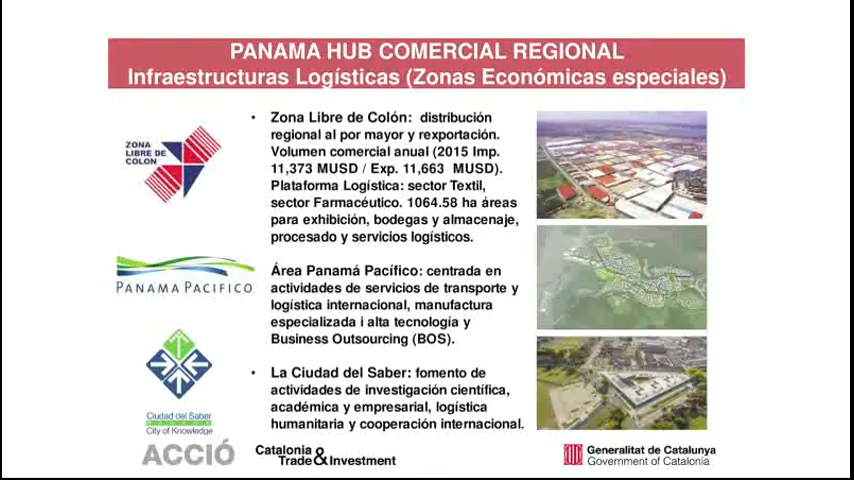 PANAMA HUB COMERCIAL REGIONAL
Infraestructuras Logísticas (Zonas Económicas especiales)
ZONA
LIBRE DE
COLON
• Zona Libre de Colón: distribución
regional al por mayor y rexportación.
Volumen comercial anual (2015 Imp.
11,373 MUSD / Exp. 11,663 MUSD).
Plataforma Logística: sector Textil,
sector Farmacéutico. 1064.58 ha áreas
para exhibición, bodegas y almacenaje,
procesado y servicios logísticos.
PANAMA PACIFICO
Área Panamá Pacífico: centrada en
actividades de servicios de transporte y
logística internacional, manufactura
especializada i alta tecnología y
Business Outsourcing (BOS).
Ciudad del Saber
City of Knowledge
• La Ciudad del Saber: fomento de
actividades de investigación científica,
académica y empresarial, logística
humanitaria y cooperación internacional.
ACCIÓ
Catalonia
Trade & Investment
Generalitat de Catalunya
Government of Catalonia